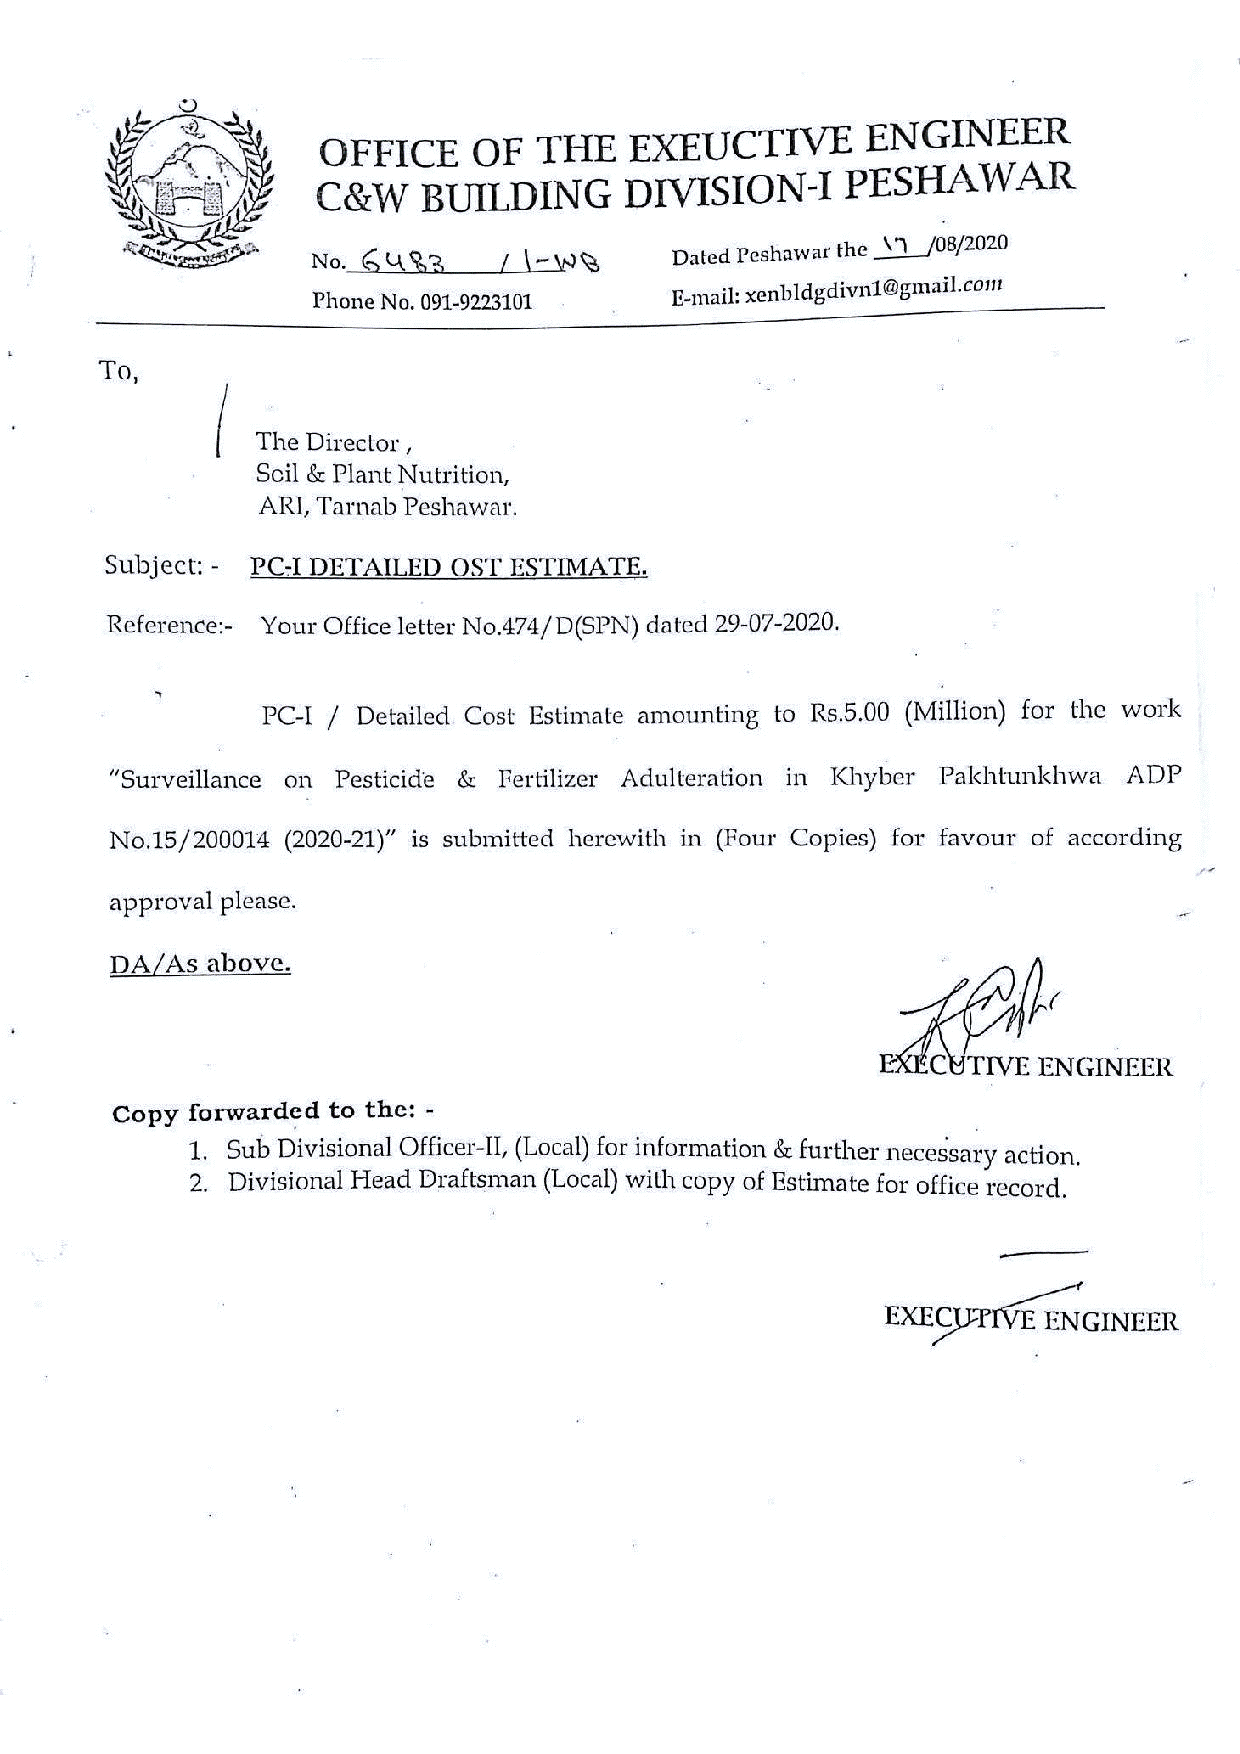 OFFICE OF THE EXEUCTIVE ENGINEER
C&W BUILDING DIVISION-I PESHAWAR
No. 6483 / 1-WB
Dated Peshawar the 17/08/2020
Phone No. 091-9223101
E-mail: xenbldgdivn1@gmail.com
To,
The Director ,
Soil & Plant Nutrition,
ARI, Tarnab Peshawar.
Subject: - PC-I DETAILED OST ESTIMATE.
Reference:- Your Office letter No.474/D(SPN) dated 29-07-2020.
PC-I / Detailed Cost Estimate amounting to Rs.5.00 (Million) for the work
"Surveillance on Pesticide & Fertilizer Adulteration in Khyber Pakhtunkhwa ADP
No.15/200014 (2020-21)" is submitted herewith in (Four Copies) for favour of according
approval please.
DA/As above.
EXECUTIVE ENGINEER
Copy forwarded to the: -
1. Sub Divisional Officer-II, (Local) for information & further necessary action.
2. Divisional Head Draftsman (Local) with copy of Estimate for office record.
EXECUTIVE ENGINEER